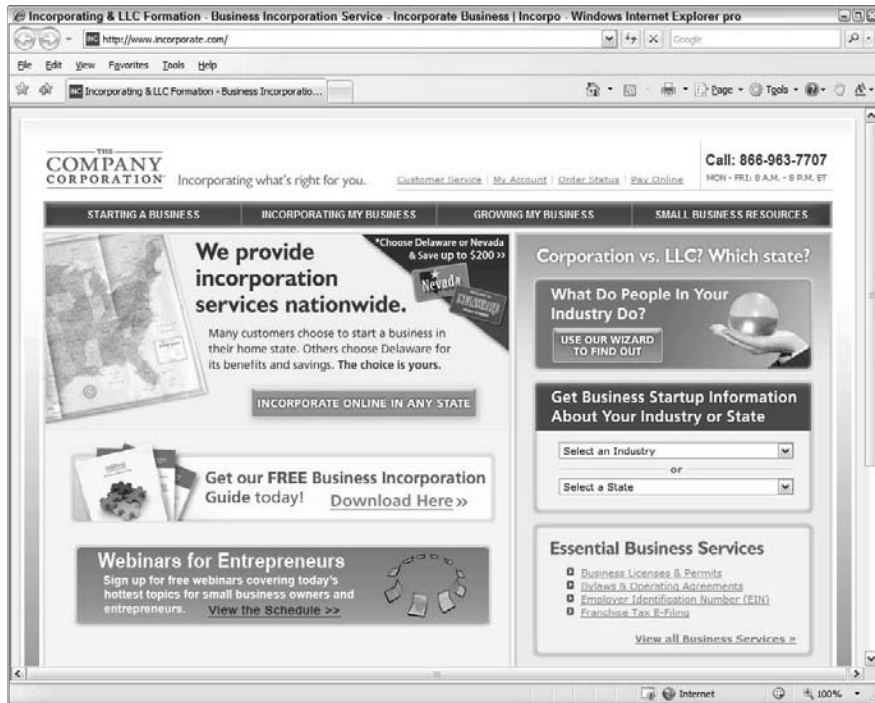 Incorporating & LLC Formation - Business Incorporation Service - Incorporate Business | Incorpo - Windows Internet Explorer pro
INC http://www.incorporate.com/
Google
File Edit View Favorites Tools Help
INC Incorporating & LLC Formation - Business Incorporatio...
Page Tools
THE
COMPANY
CORPORATION
Incorporating what's right for you.
Customer Service | My Account | Order Status | Pay Online
Call: 866-963-7707
MON - FRI: 8 A.M. - 8 P.M. ET
STARTING A BUSINESS
INCORPORATING MY BUSINESS
GROWING MY BUSINESS
SMALL BUSINESS RESOURCES
We provide
incorporation
services nationwide.
*Choose Delaware or Nevada
& Save up to $200 »
Nevada
Many customers choose to start a business in
their home state. Others choose Delaware for
its benefits and savings. The choice is yours.
INCORPORATE ONLINE IN ANY STATE
Get our FREE Business Incorporation
Guide today! Download Here »
Webinars for Entrepreneurs
Sign up for free webinars covering today's
hottest topics for small business owners and
entrepreneurs. View the Schedule >>
Corporation vs. LLC? Which state?
What Do People In Your
Industry Do?
USE OUR WIZARD
TO FIND OUT
Get Business Startup Information
About Your Industry or State
Select an Industry
or
Select a State
Essential Business Services
Business Licenses & Permits
Bylaws & Operating Agreements
Employer Identification Number (EIN)
Franchise Tax E-Filing
View all Business Services »
Internet
100%